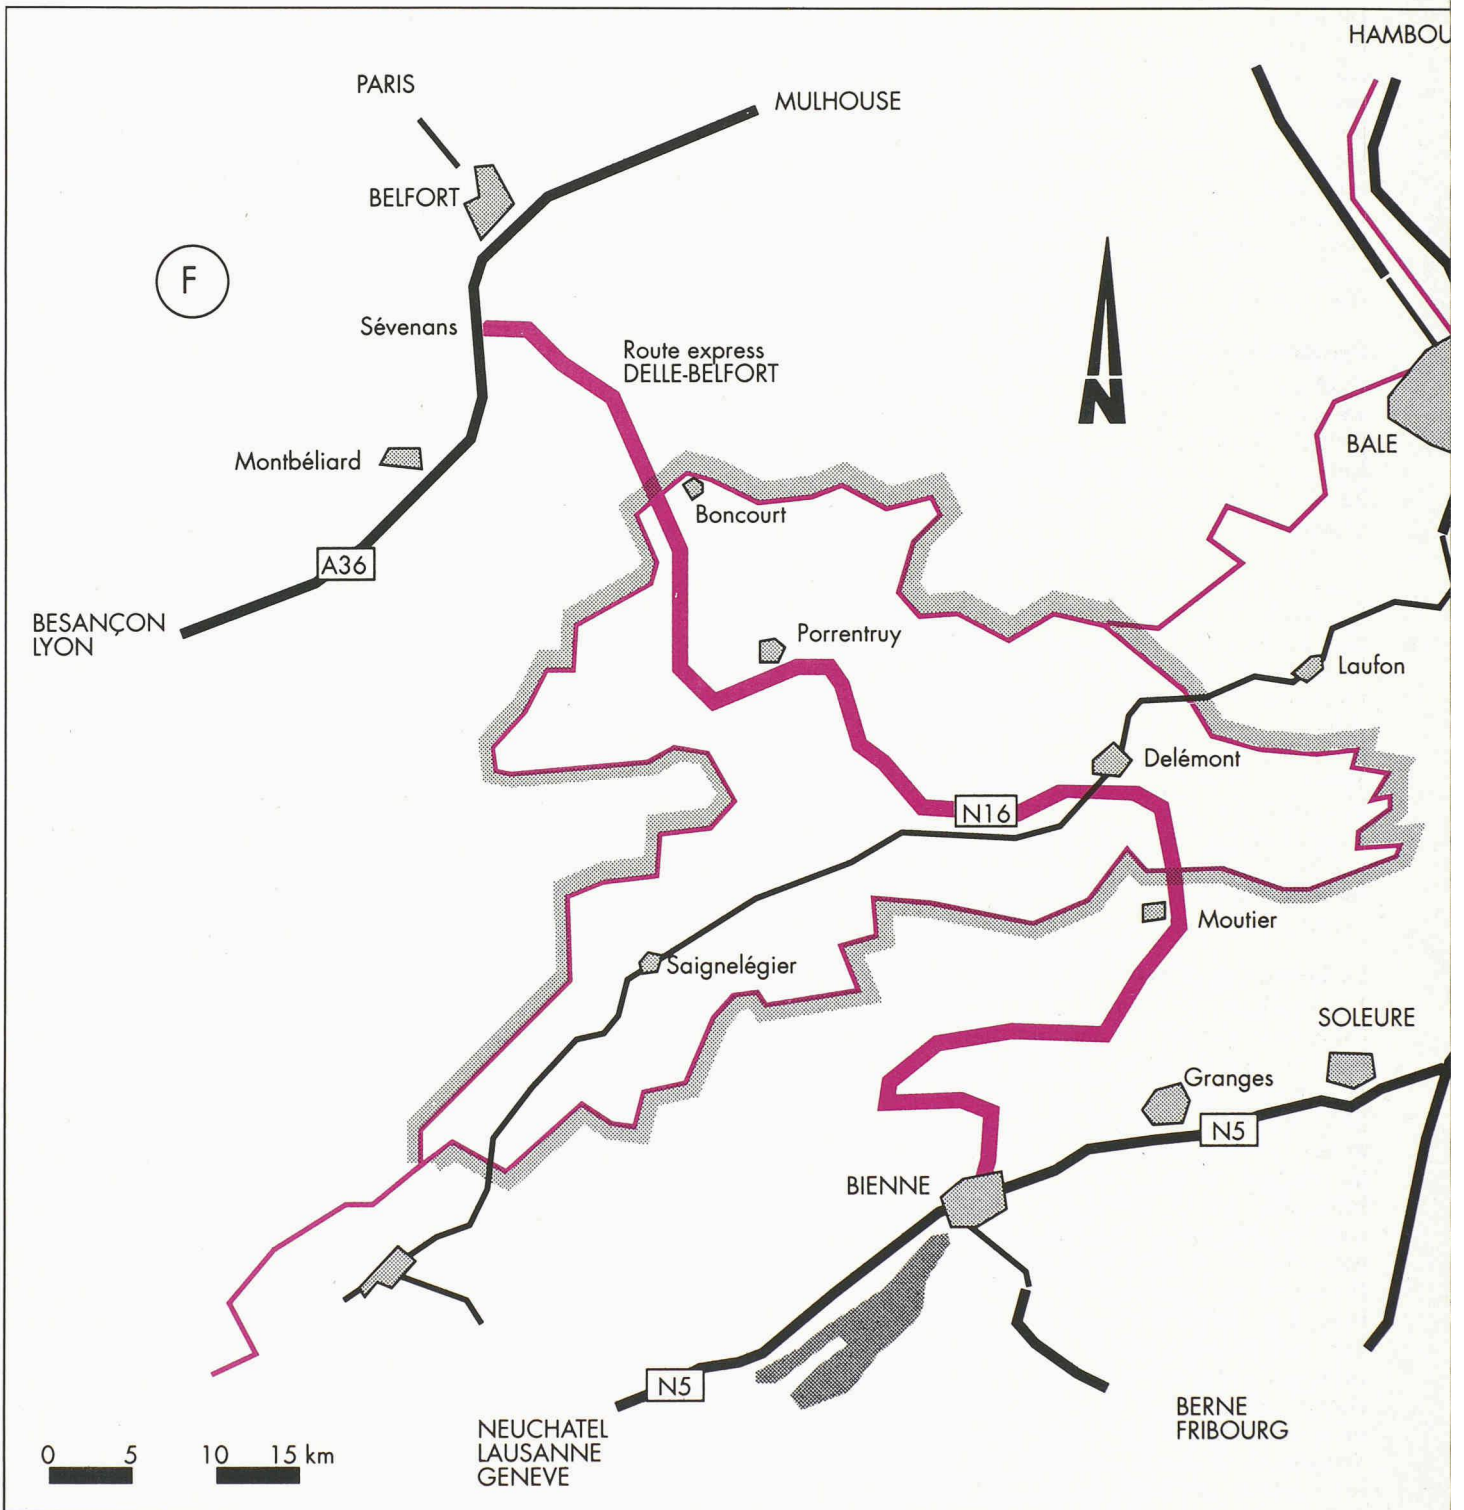 HAMBOU
PARIS
MULHOUSE
BELFORT
F
Sévenans
Route express
DELLE-BELFORT
N
BALE
Montbéliard
Boncourt
A36
BESANÇON
LYON
Porrentruy
Laufon
Delémont
N16
Moutier
Saignelégier
SOLEURE
Granges
N5
BIENNE
N5
BERNE
FRIBOURG
NEUCHATEL
LAUSANNE
GENEVE
0 5 10 15 km